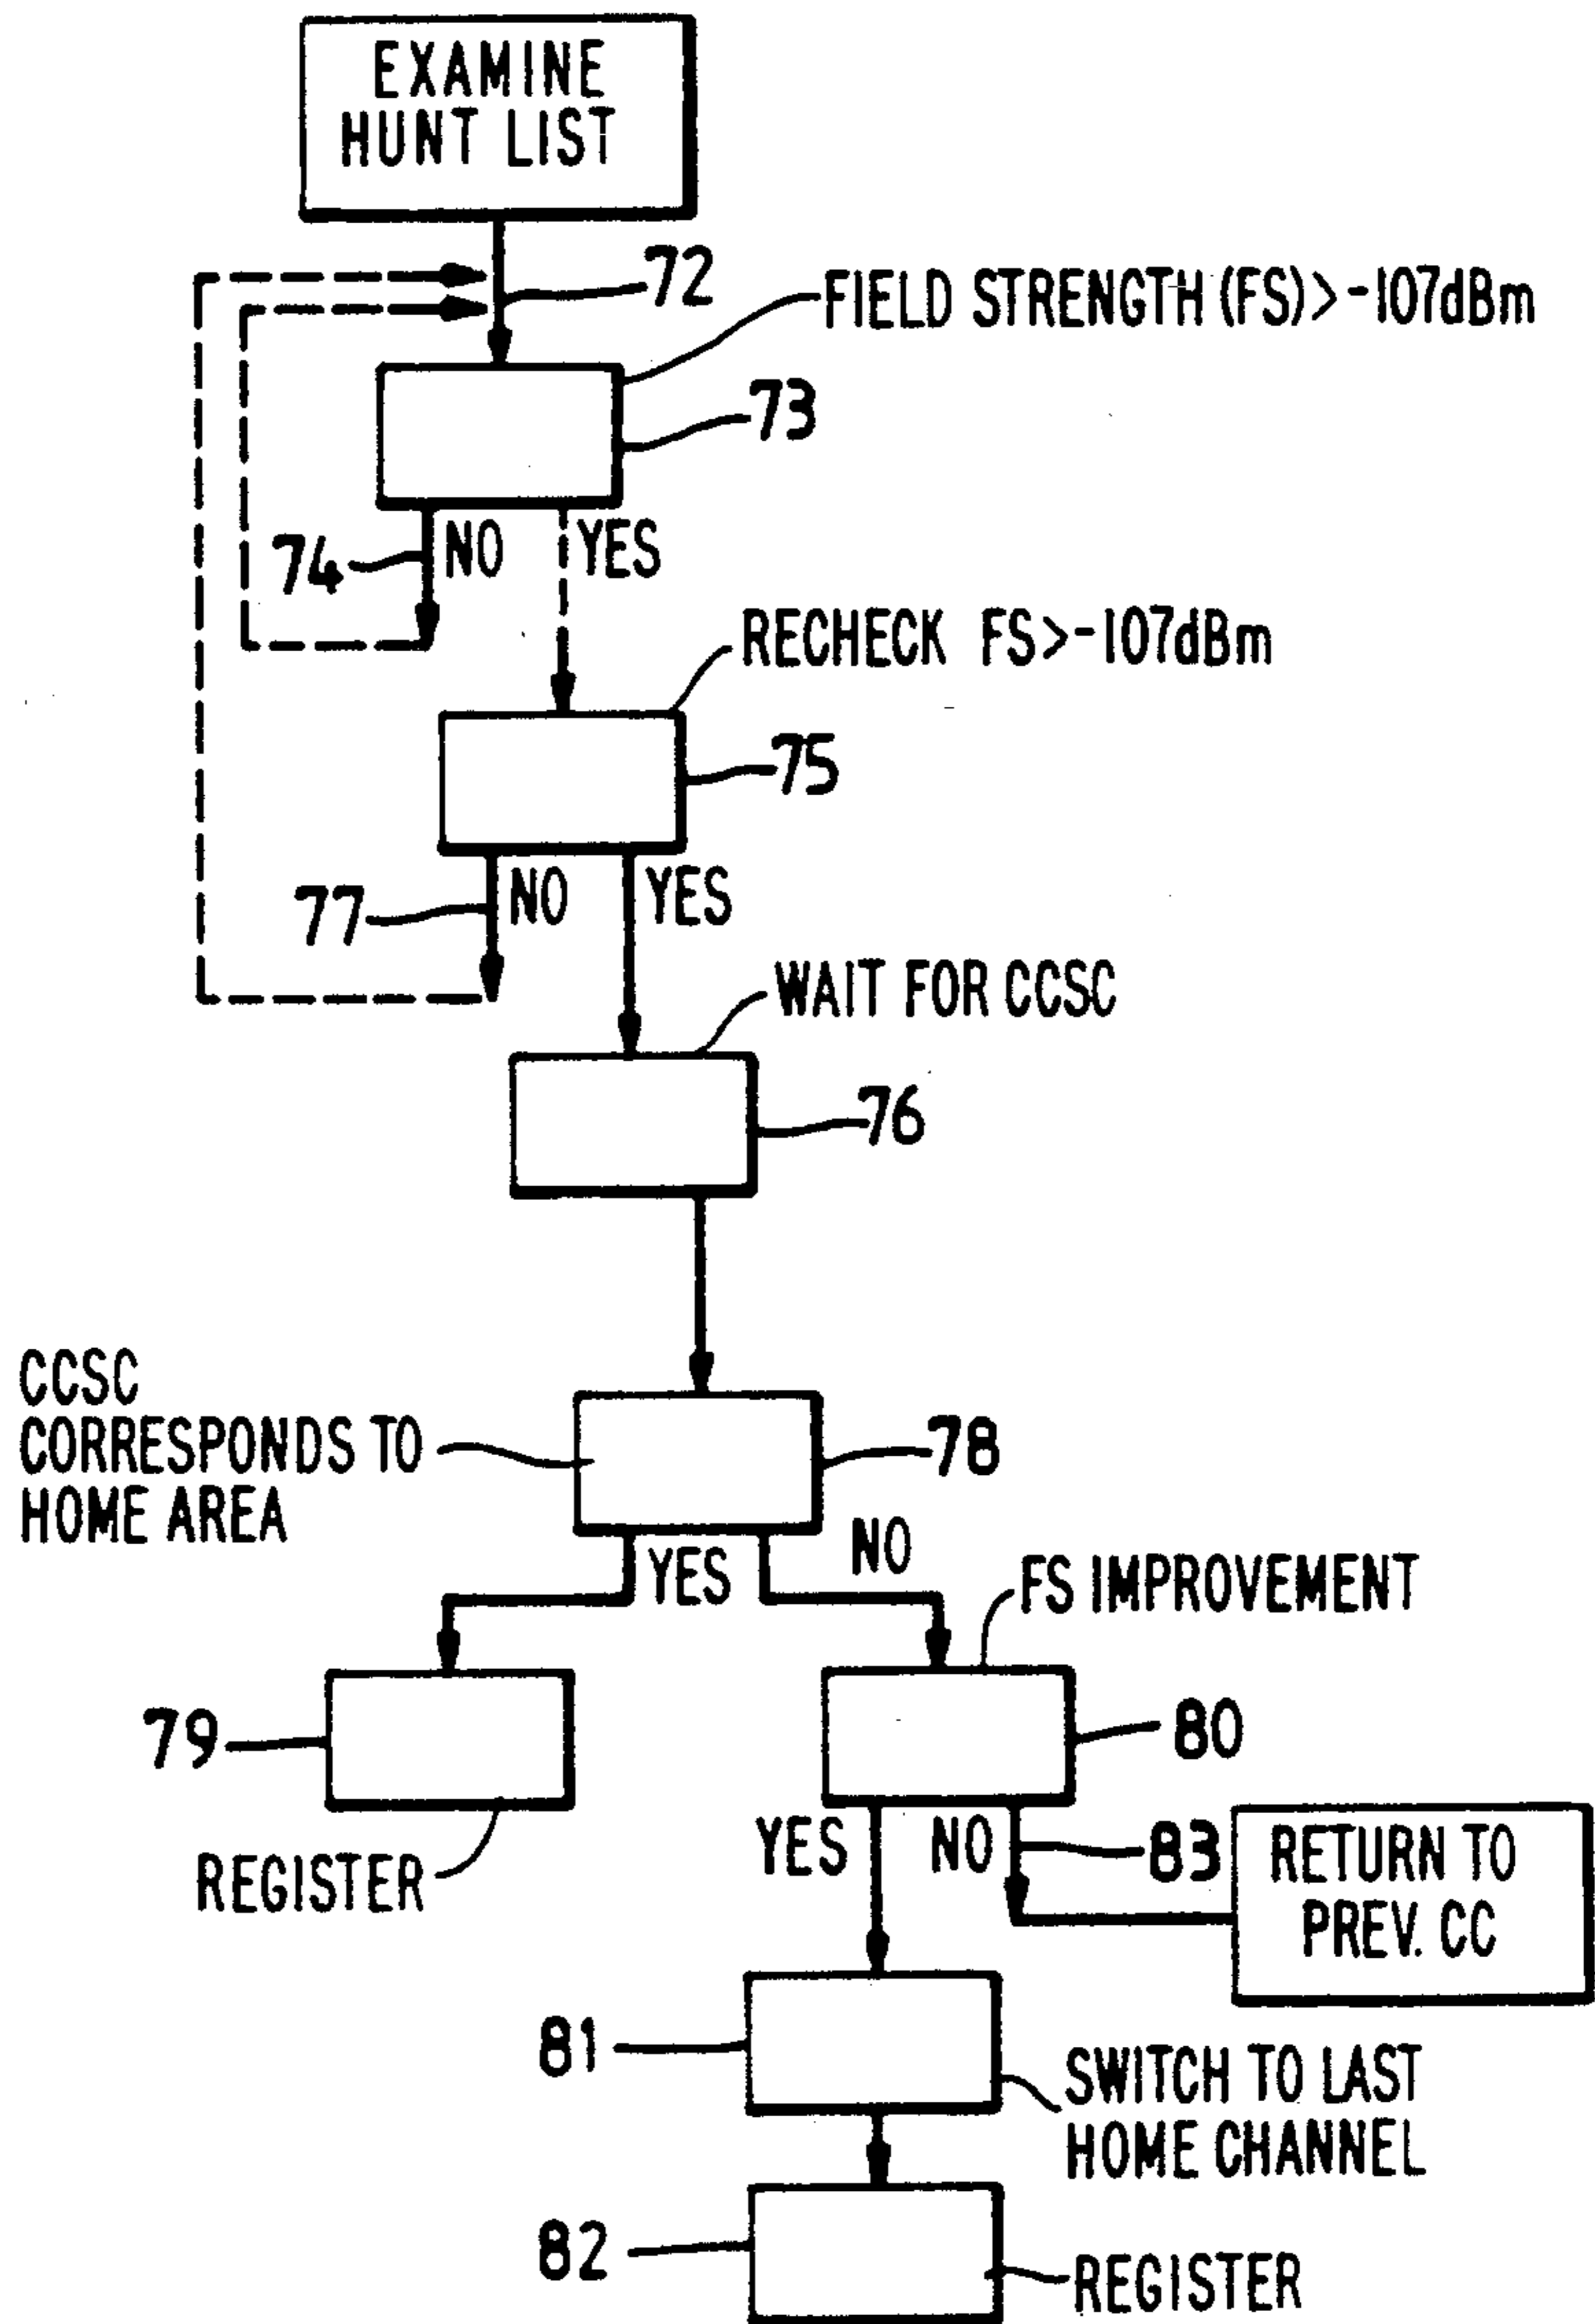 EXAMINE
HUNT LIST
72
FIELD STRENGTH (FS)>-107dBm
73
74
NO
YES
RECHECK FS>-107dBm
75
77
NO
YES
WAIT FOR CCSC
76
CCSC
CORRESPONDS TO
HOME AREA
78
YES
NO
FS IMPROVEMENT
79
80
REGISTER
YES
NO
83
RETURN TO
PREV. CC
81
SWITCH TO LAST
HOME CHANNEL
82
REGISTER